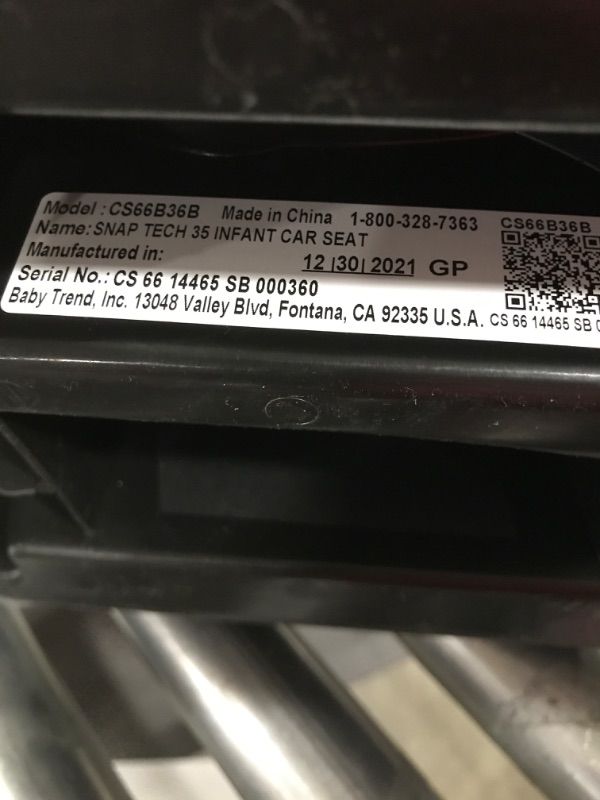 Model : CS66B36B Made in China 1-800-328-7363 CS66B36B
Name: SNAP TECH 35 INFANT CAR SEAT
Manufactured in: 12 |30| 2021 GP
Serial No.: CS 66 14465 SB 000360
Baby Trend, Inc. 13048 Valley Blvd, Fontana, CA 92335 U.S.A. CS 66 14465 SB